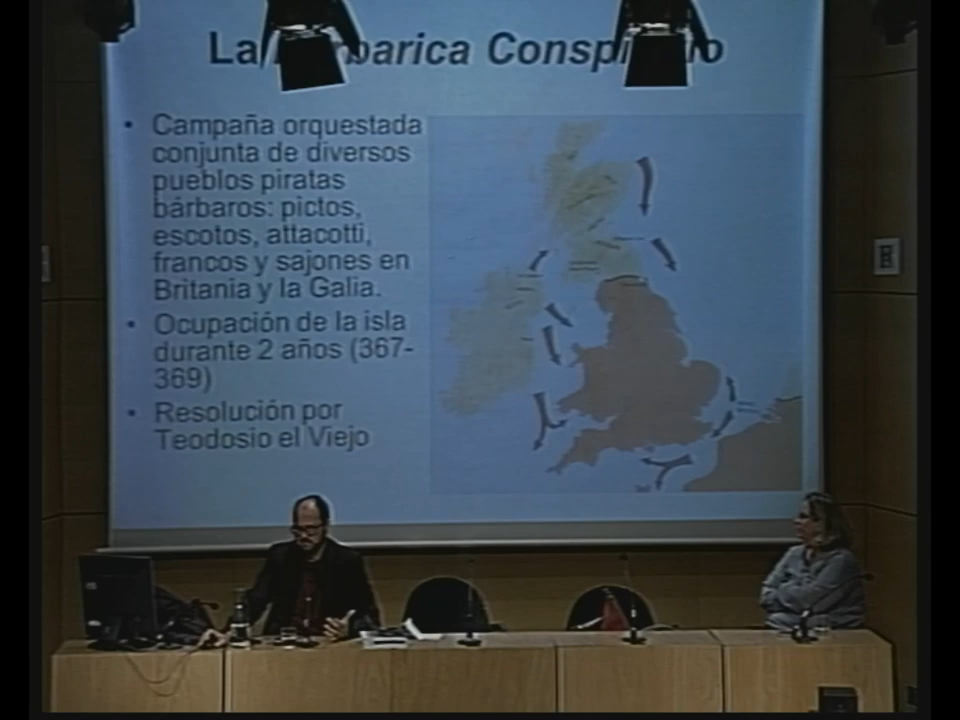 La barica Consp o
• Campaña orquestada
conjunta de diversos
pueblos piratas
bárbaros: pictos,
escotos, attacotti,
francos y sajones en
Britania y la Galia.
• Ocupación de la isla
durante 2 años (367-
369)
• Resolución por
Teodosio el Viejo